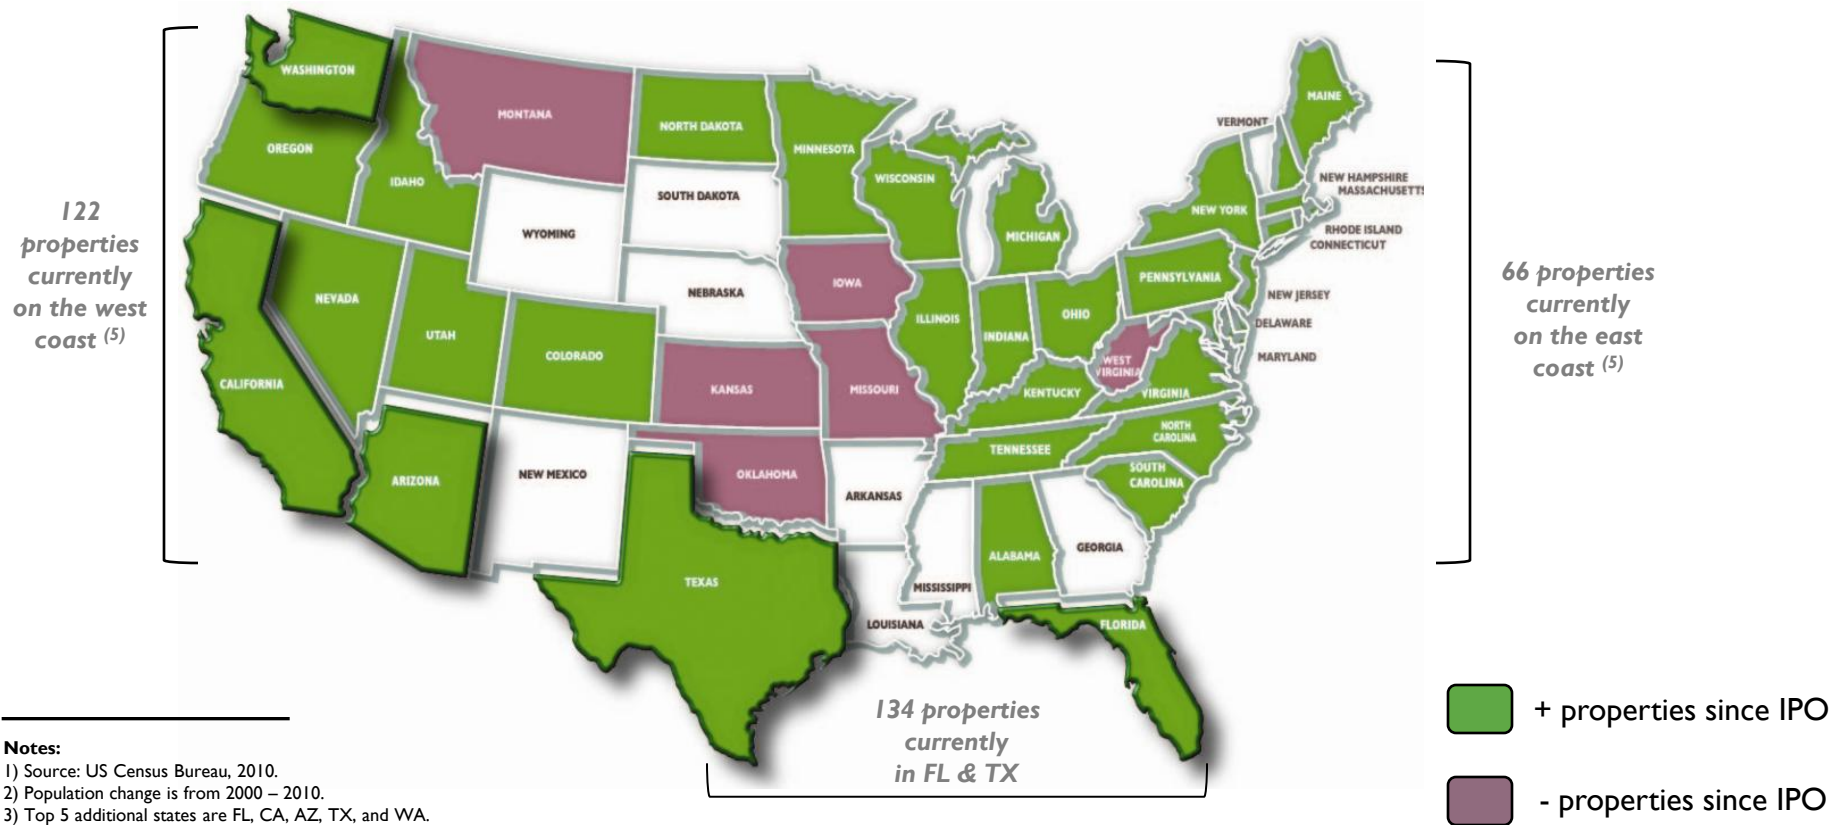 WASHINGTON
MONTANA
NORTH DAKOTA
MINNESOTA
OREGON
IDAHO
WISCONSIN
SOUTH DAKOTA
WYOMING
MICHIGAN
MAINE
VERMONT
NEW HAMPSHIRE
MASSACHUSETTS
NEW YORK
RHODE ISLAND
CONNECTICUT
122
properties
currently
on the west
coast (5)
NEVADA
UTAH
COLORADO
NEBRASKA
IOWA
ILLINOIS
INDIANA
OHIO
PENNSYLVANIA
NEW JERSEY
DELAWARE
MARYLAND
66 properties
currently
on the east
coast (5)
CALIFORNIA
KANSAS
MISSOURI
KENTUCKY
WEST
VIRGINIA
VIRGINIA
ARIZONA
NEW MEXICO
OKLAHOMA
ARKANSAS
TENNESSEE
NORTH
CAROLINA
SOUTH
CAROLINA
TEXAS
LOUISIANA
MISSISSIPPI
ALABAMA
GEORGIA
FLORIDA
134 properties
currently
in FL & TX
+ properties since IPO
- properties since IPO
Notes:
1) Source: US Census Bureau, 2010.
2) Population change is from 2000 – 2010.
3) Top 5 additional states are FL, CA, AZ, TX, and WA.